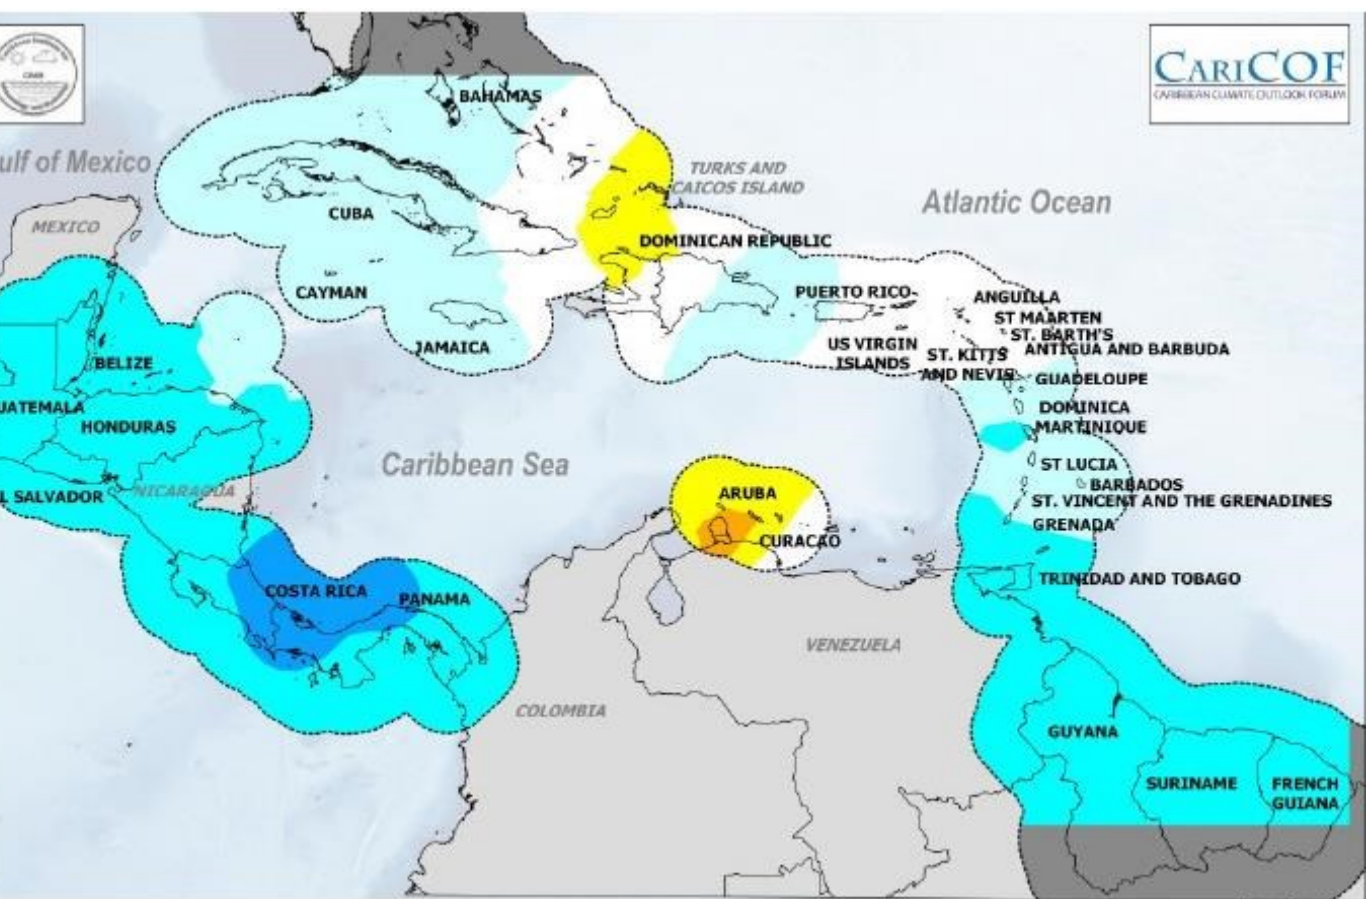 CARICOF
CARIBBEAN CLIMATE OUTLOOK FORUM
BAHAMAS
ulf of Mexico
TURKS AND
CAICOS ISLAND
Atlantic Ocean
MEXICO
CUBA
DOMINICAN REPUBLIC
CAYMAN
PUERTO RICO
ANGUILLA
ST MAARTEN
ST. BARTH'S
JAMAICA
US VIRGIN
ISLANDS
ST. KITTS
AND NEVIS
ANTIGUA AND BARBUDA
BELIZE
GUADELOUPE
UATEMALA
DOMINICA
HONDURAS
MARTINIQUE
Caribbean Sea
ST LUCIA
BARBADOS
L SALVADOR
NICARAGUA
ARUBA
ST. VINCENT AND THE GRENADINES
GRENADA
CURACAO
COSTA RICA
PANAMA
TRINIDAD AND TOBAGO
VENEZUELA
COLOMBIA
GUYANA
SURINAME
FRENCH
GUIANA